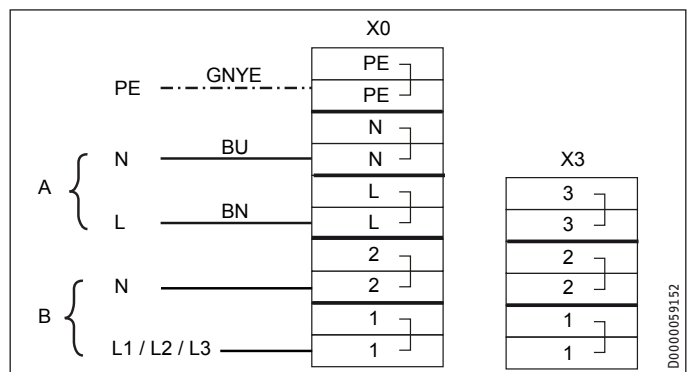 X0
PE
GNYE
PE
PE
N
A
N
BU
N
X3
L
3
L
BN
L
3
2
2
B
N
2
2
1
1
L1 / L2 / L3
1
1
D0000059152